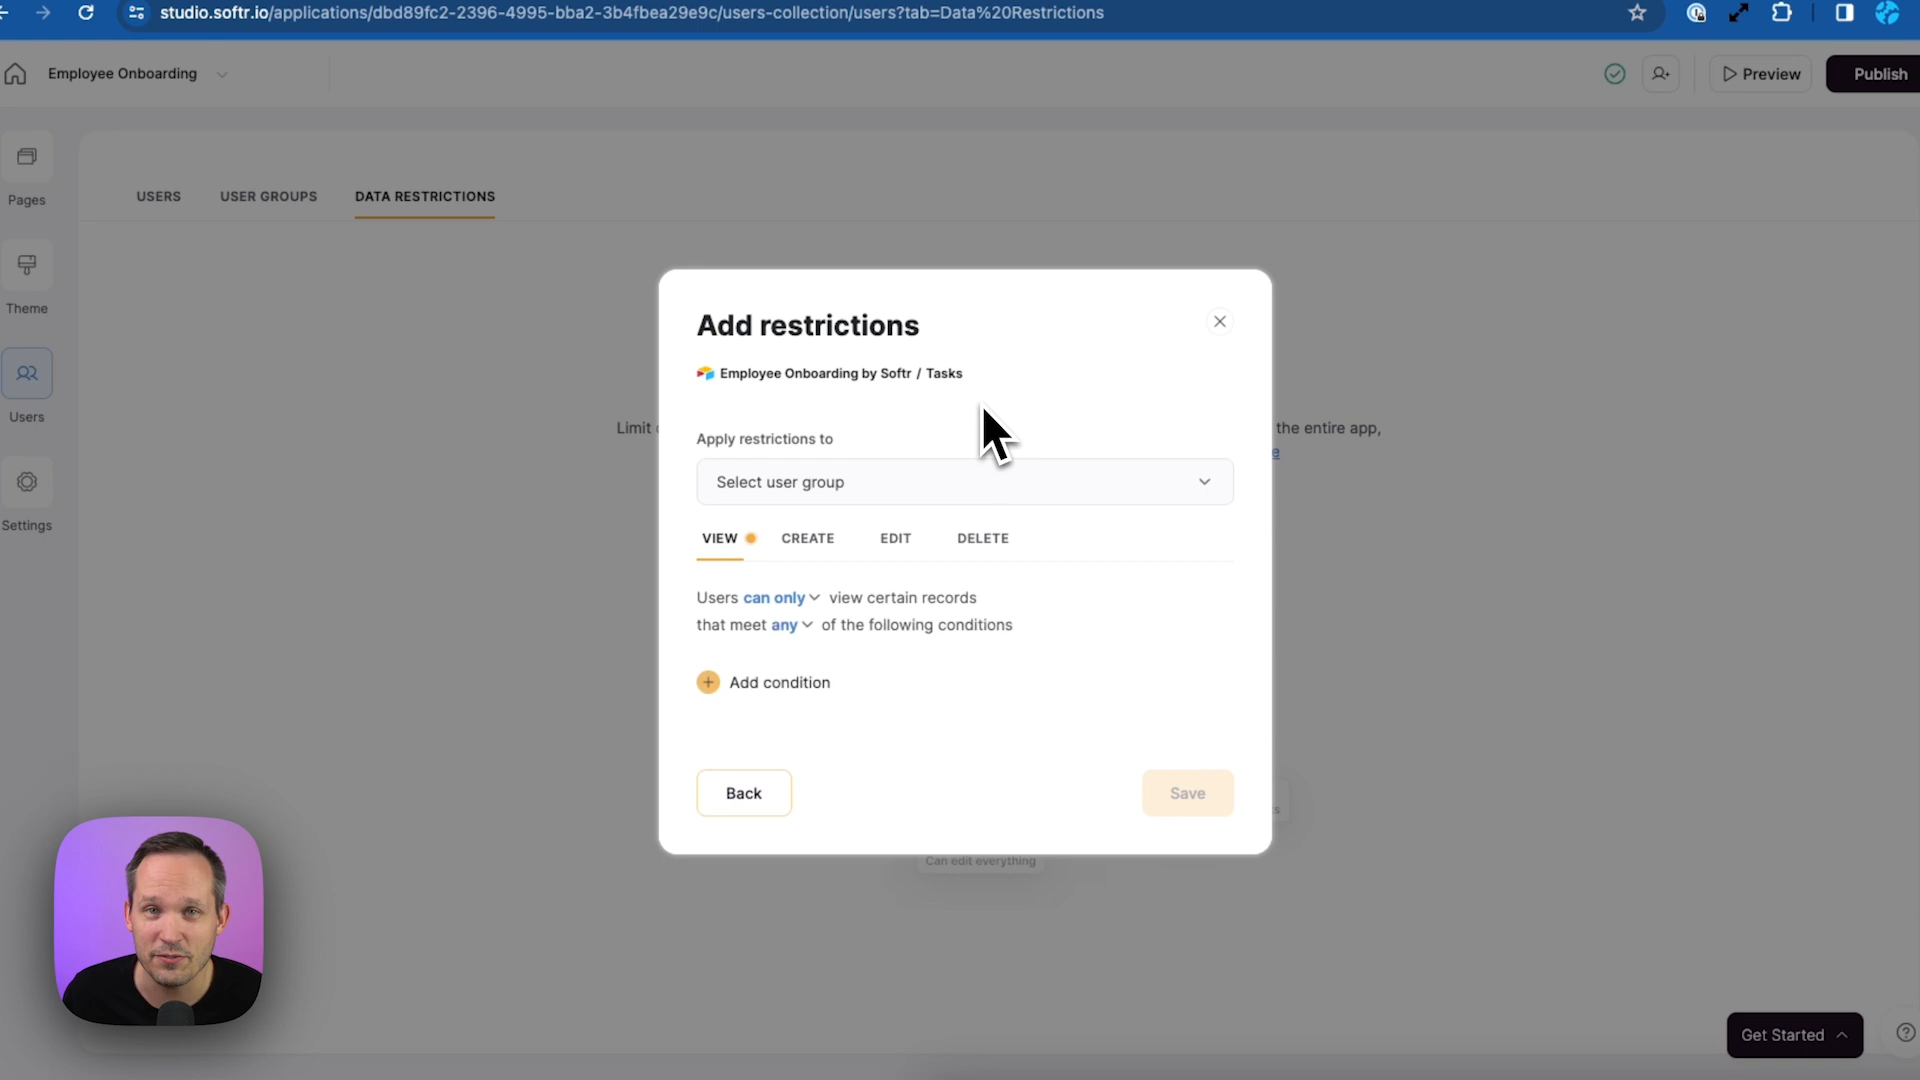 studio.softr.io/applications/dbd89fc2-2396-4995-bba2-3b4fbea29e9c/users-collection/users?tab=Data%20Restrictions
Employee Onboarding
Preview
Publish
Pages
Theme
Users
Settings
USERS USER GROUPS DATA RESTRICTIONS
Limit
the entire app,
Add restrictions
Employee Onboarding by Softr / Tasks
Apply restrictions to
Select user group
VIEW CREATE EDIT DELETE
Users can only view certain records
that meet any of the following conditions
+ Add condition
Back
Save
Can edit everything
Get Started
?